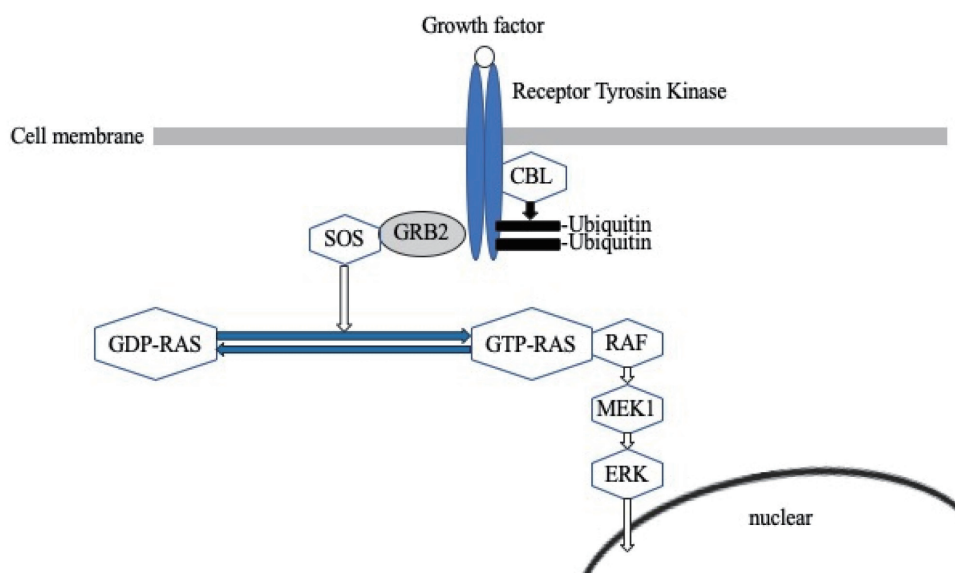 Growth factor
Receptor Tyrosin Kinase
Cell membrane
CBL
-Ubiquitin
-Ubiquitin
GRB2
SOS
GDP-RAS
GTP-RAS
RAF
MEK1
ERK
nuclear